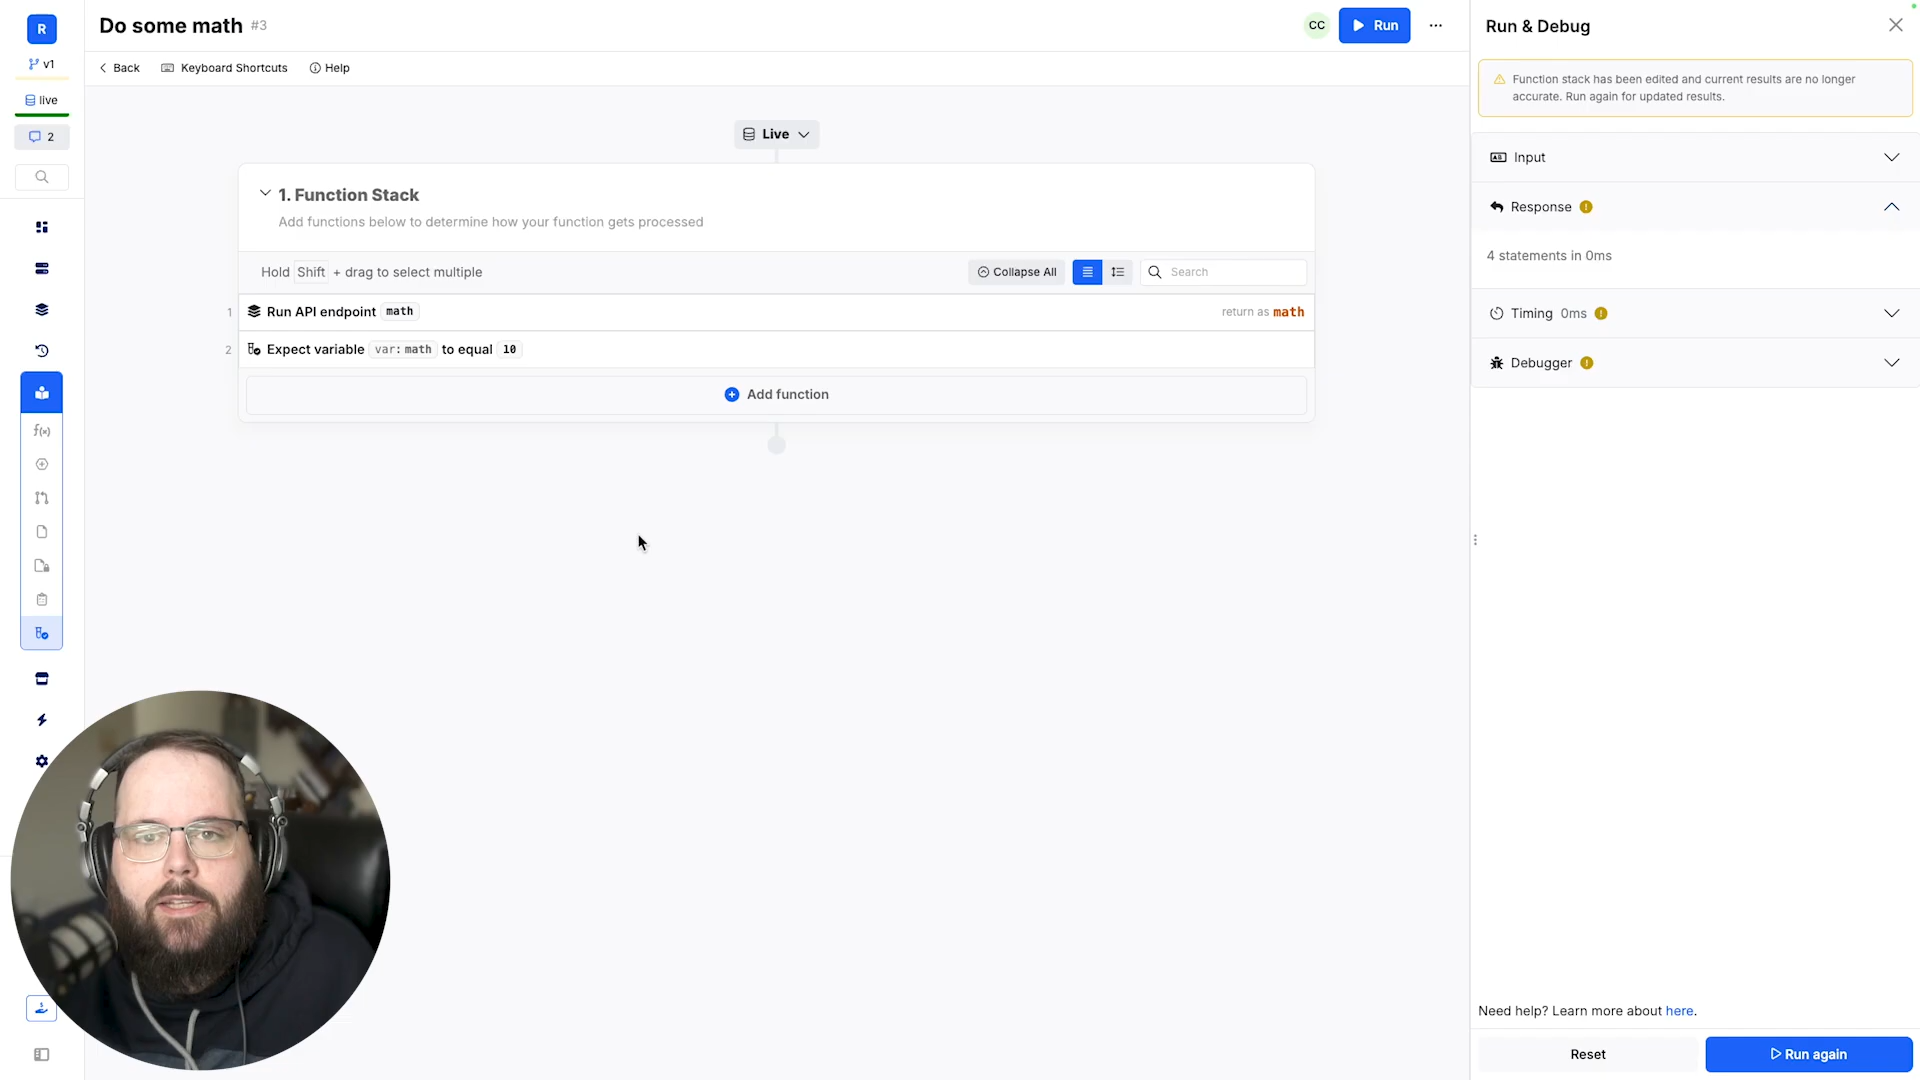 R
Do some math #3
CC
Run
Run & Debug
v1
Back
Keyboard Shortcuts
Help
live
2
Function stack has been edited and current results are no longer
accurate. Run again for updated results.
Live
Input
1. Function Stack
Add functions below to determine how your function gets processed
Response
4 statements in 0ms
Hold Shift + drag to select multiple
Collapse All
Search
1
Run API endpoint math
return as math
Timing 0ms
2
Expect variable var: math to equal 10
Debugger
Add function
f(x)
Need help? Learn more about here.
Reset
Run again